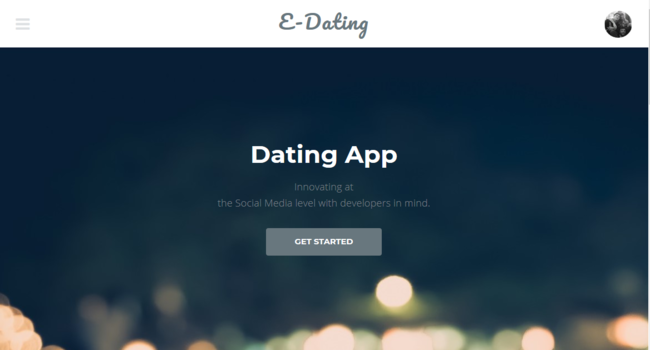 E-Dating
Dating App
Innovating at
the Social Media level with developers in mind.
GET STARTED